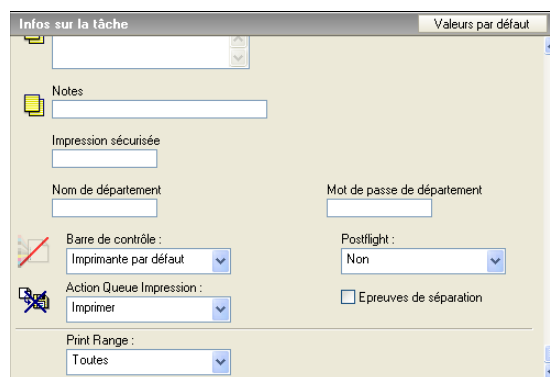 Infos sur la tâche Valeurs par défaut
Notes
Impression sécurisée
Nom de département Mot de passe de département
Barre de contrôle : Postflight :
Imprimante par défaut Non
Action Queue Impression :
Imprimer Epreuves de séparation
Print Range :
Toutes